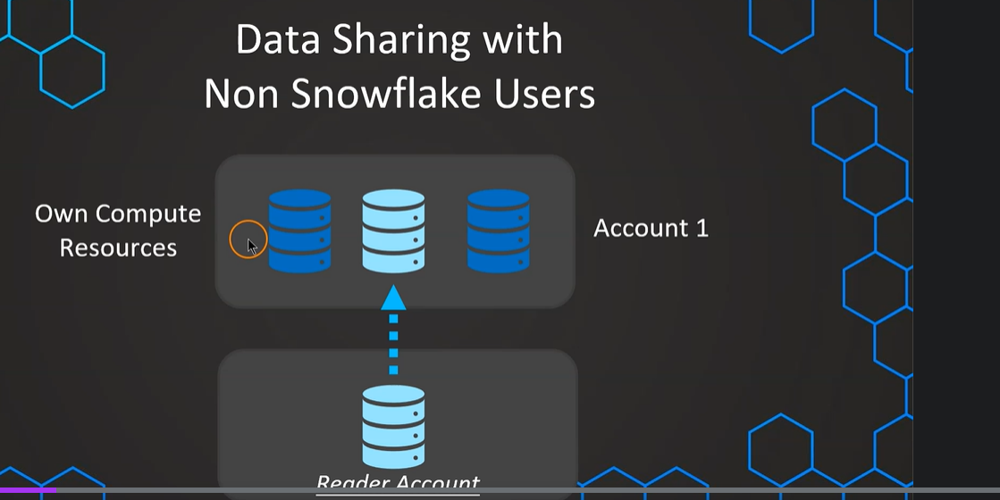 Data Sharing with
Non Snowflake Users
Own Compute
Resources
Account 1
Reader Account